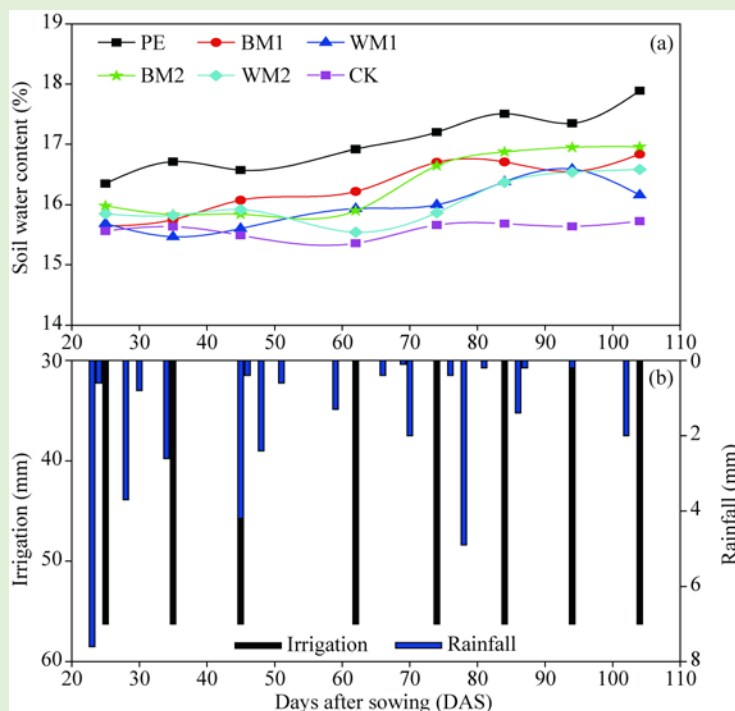 19
18
17
16
15
14
Soil water content (%)
PE BM1 WM1
BM2 WM2 CK
(a)
20 30 40 50 60 70 80 90 100 110
30
40
50
60
Irrigation (mm)
(b)
0
2
4
6
8
Rainfall (mm)
Irrigation Rainfall
20 30 40 50 60 70 80 90 100 110
Days after sowing (DAS)